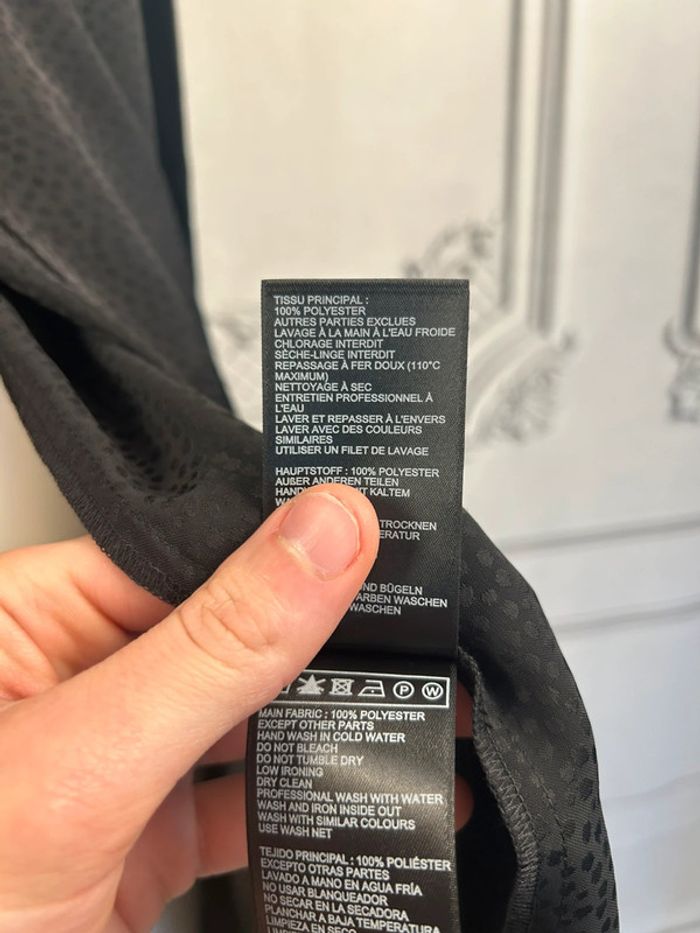 TISSU PRINCIPAL :
100% POLYESTER
AUTRES PARTIES EXCLUES
LAVAGE À LA MAIN À L'EAU FROIDE
CHLORAGE INTERDIT
SÈCHE-LINGE INTERDIT
REPASSAGE À FER DOUX (110°C
MAXIMUM)
NETTOYAGE À SEC
ENTRETIEN PROFESSIONNEL À
L'EAU
LAVER ET REPASSER À L'ENVERS
LAVER AVEC DES COULEURS
SIMILAIRES
UTILISER UN FILET DE LAVAGE
HAUPTSTOFF : 100% POLYESTER
AUßER ANDEREN TEILEN
KALTEM
TROCKNEN
BÜGELN
WASCHEN
WASCHEN
P W
MAIN FABRIC : 100% POLYESTER
EXCEPT OTHER PARTS
HAND WASH IN COLD WATER
DO NOT BLEACH
DO NOT TUMBLE DRY
LOW IRONING
DRY CLEAN
PROFESSIONAL WASH WITH WATER
WASH AND IRON INSIDE OUT
WASH WITH SIMILAR COLOURS
USE WASH NET
TEJIDO PRINCIPAL : 100% POLIÉSTER
EXCEPTO OTRAS PARTES
LAVADO A MANO EN AGUA FRÍA
NO USAR BLANQUEADOR
NO SECAR EN LA SECADORA
PLANCHAR A BAJA TEMPERATURA
LIMPIEZA EN SECO